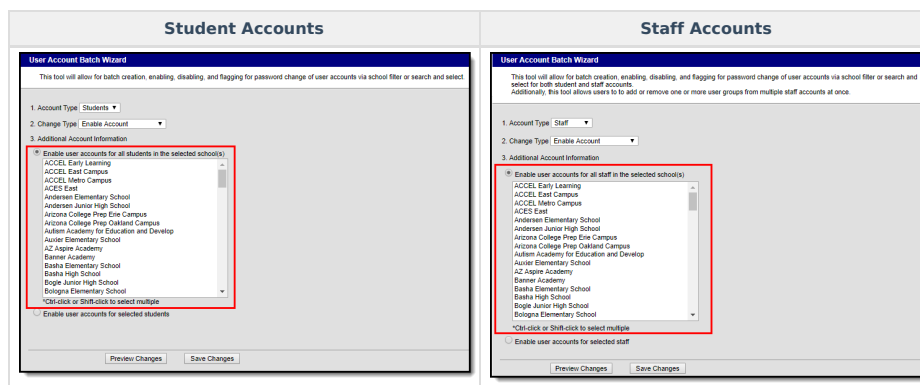 Student Accounts
Staff Accounts
User Account Batch Wizard
This tool will allow for batch creation, enabling, disabling, and flagging for password change of user accounts via school filter or search and select.
1. Account Type Students
2. Change Type Enable Account
3. Additional Account Information
Enable user accounts for all students in the selected school(s)
ACCEL Early Learning
ACCEL East Campus
ACCEL Metro Campus
ACES East
Andersen Elementary School
Andersen Junior High School
Arizona College Prep Erie Campus
Arizona College Prep Oakland Campus
Autism Academy for Education and Develop
Auxier Elementary School
AZ Aspire Academy
Banner Academy
Basha Elementary School
Basha High School
Bogle Junior High School
Bologna Elementary School
*Ctrl-click or Shift-click to select multiple
Enable user accounts for selected students
Preview Changes Save Changes
User Account Batch Wizard
This tool will allow for batch creation, enabling, disabling, and flagging for password change of user accounts via school filter or search and
select for both student and staff accounts.
Additionally, this tool allows users to to add or remove one or more user groups from multiple staff accounts at once.
1. Account Type Staff
2. Change Type Enable Account
3. Additional Account Information
Enable user accounts for all staff in the selected school(s)
ACCEL Early Learning
ACCEL East Campus
ACCEL Metro Campus
ACES East
Andersen Elementary School
Andersen Junior High School
Arizona College Prep Erie Campus
Arizona College Prep Oakland Campus
Autism Academy for Education and Develop
Auxier Elementary School
AZ Aspire Academy
Banner Academy
Basha Elementary School
Basha High School
Bogle Junior High School
Bologna Elementary School
*Ctrl-click or Shift-click to select multiple
Enable user accounts for selected staff
Preview Changes Save Changes